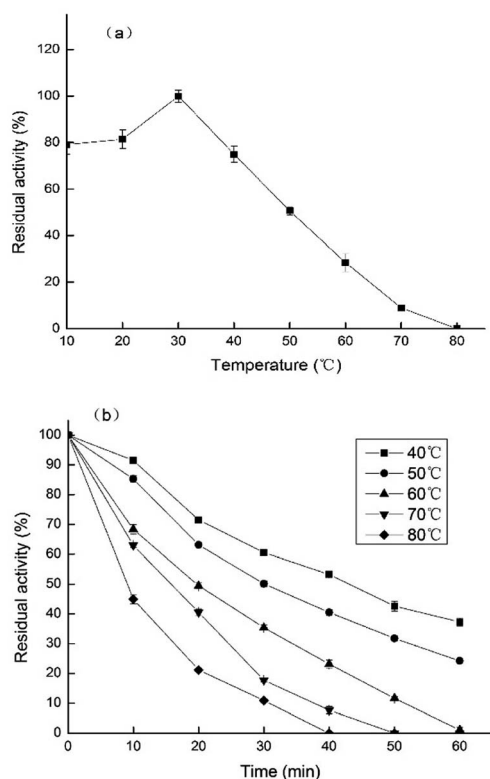 (a)
120
100
80
60
40
20
0
Residual activity (%)
10 20 30 40 50 60 70 80
Temperature (℃)
(b)
100
90
80
70
60
50
40
30
20
10
0
Residual activity (%)
40℃
50℃
60℃
70℃
80℃
0 10 20 30 40 50 60
Time (min)